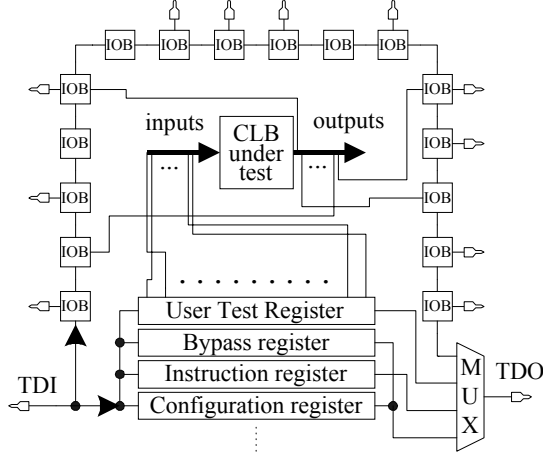 IOB IOB IOB IOB IOB IOB
IOB IOB
inputs CLB under test outputs
... ...
IOB IOB
IOB IOB
IOB IOB
. . . . . . . . .
IOB User Test Register IOB
Bypass register
TDI Instruction register MUX TDO
Configuration register